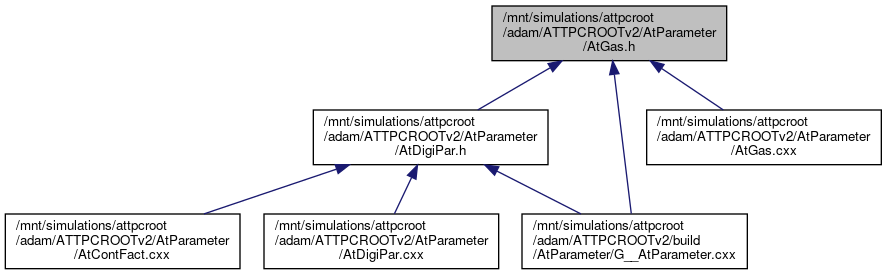 /mnt/simulations/attpcroot
/adam/ATTPCROOTv2/AtParameter
/AtGas.h
/mnt/simulations/attpcroot
/adam/ATTPCROOTv2/AtParameter
/AtDigiPar.h
/mnt/simulations/attpcroot
/adam/ATTPCROOTv2/AtParameter
/AtGas.cxx
/mnt/simulations/attpcroot
/adam/ATTPCROOTv2/AtParameter
/AtContFact.cxx
/mnt/simulations/attpcroot
/adam/ATTPCROOTv2/AtParameter
/AtDigiPar.cxx
/mnt/simulations/attpcroot
/adam/ATTPCROOTv2/build
/AtParameter/G__AtParameter.cxx